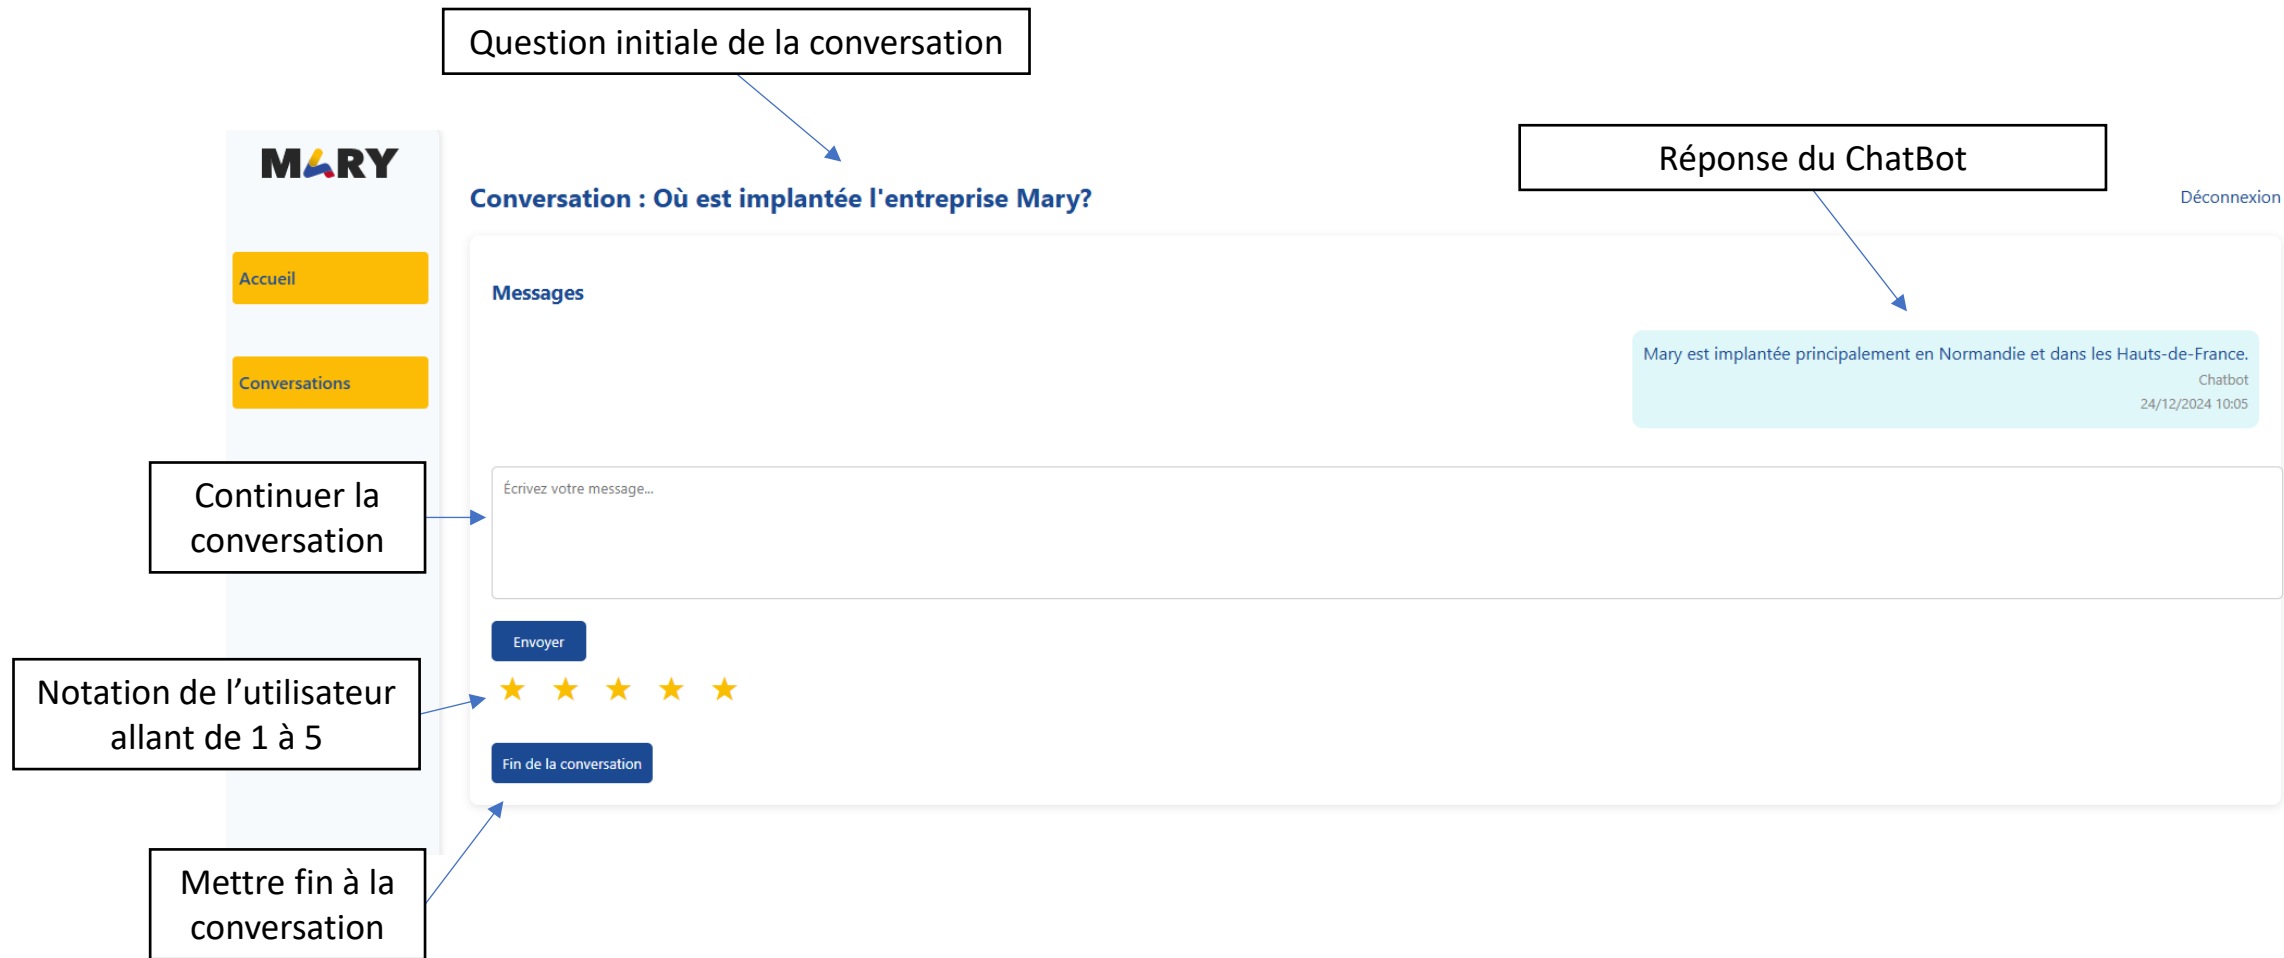 Question initiale de la conversation
MARY
Réponse du ChatBot
Conversation : Où est implantée l'entreprise Mary?
Déconnexion
Accueil
Messages
Mary est implantée principalement en Normandie et dans les Hauts-de-France.
Chatbot
24/12/2024 10:05
Conversations
Continuer la
conversation
Écrivez votre message...
Envoyer
Notation de l’utilisateur
allant de 1 à 5
Fin de la conversation
Mettre fin à la
conversation